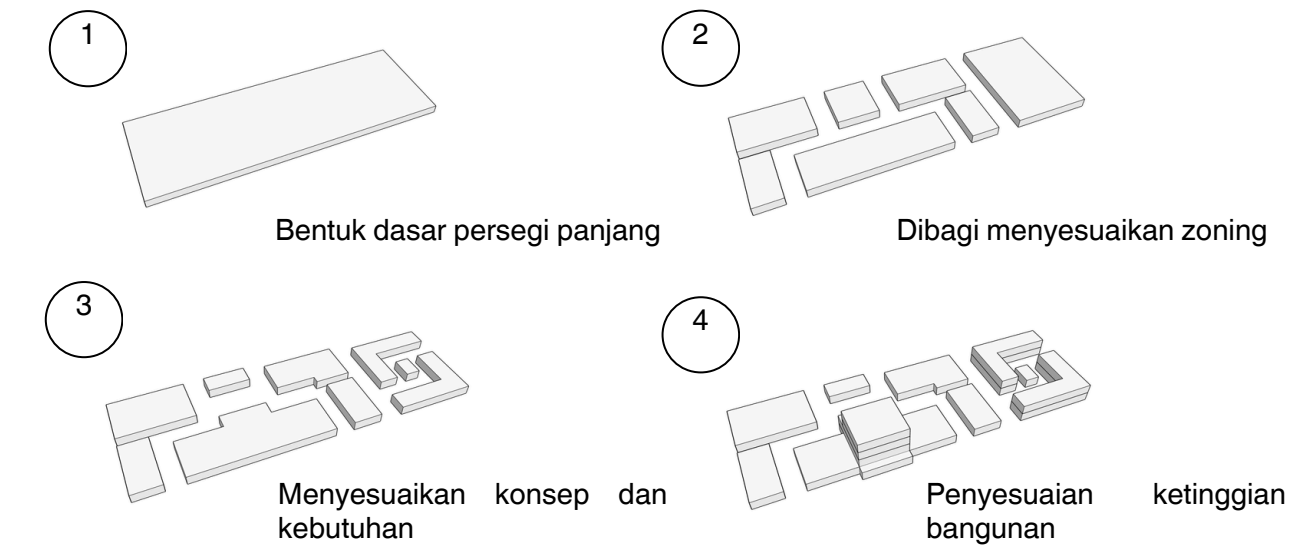 1
Bentuk dasar persegi panjang
2
Dibagi menyesuaikan zoning
3
Menyesuaikan konsep dan
kebutuhan
4
Penyesuaian ketinggian
bangunan